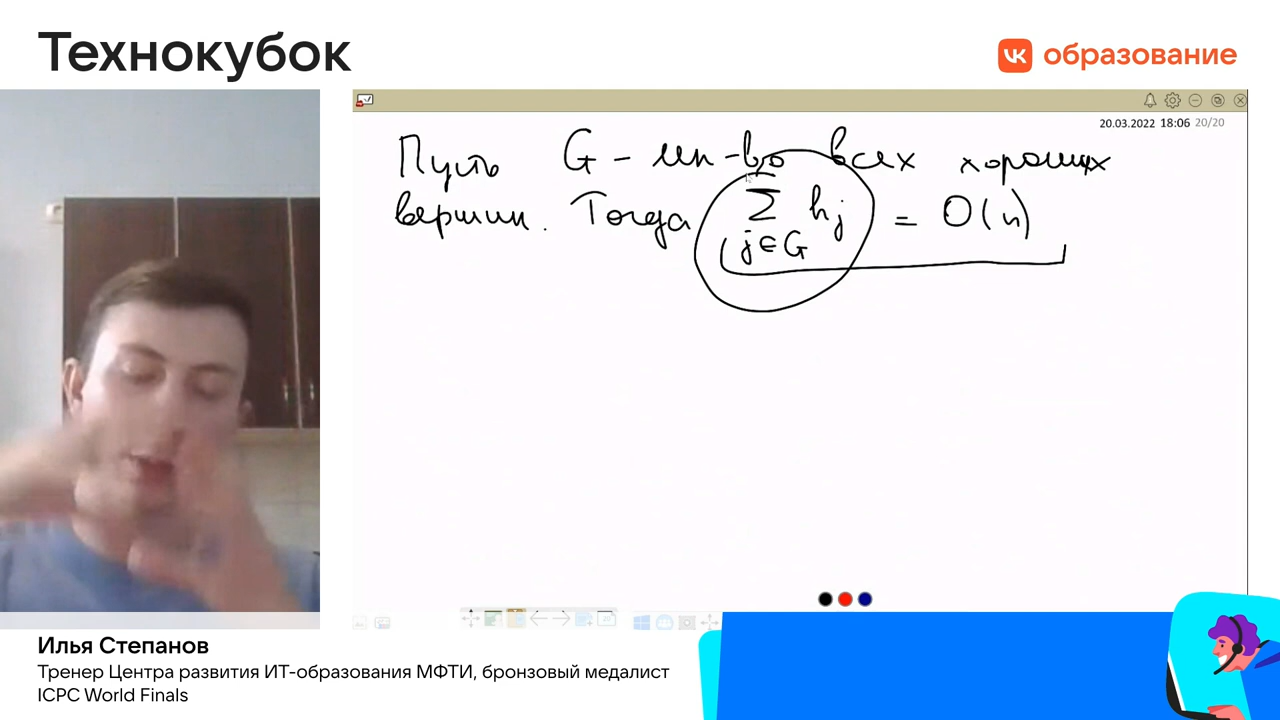 Технокубок
образование
20.03.2022 18:06 20/20
Пусть G - мн-во всех хороших
вершин. Тогда ∑ hⱼ = O(n)
j∈G
Илья Степанов
Тренер Центра развития ИТ-образования МФТИ, бронзовый медалист
ICPC World Finals